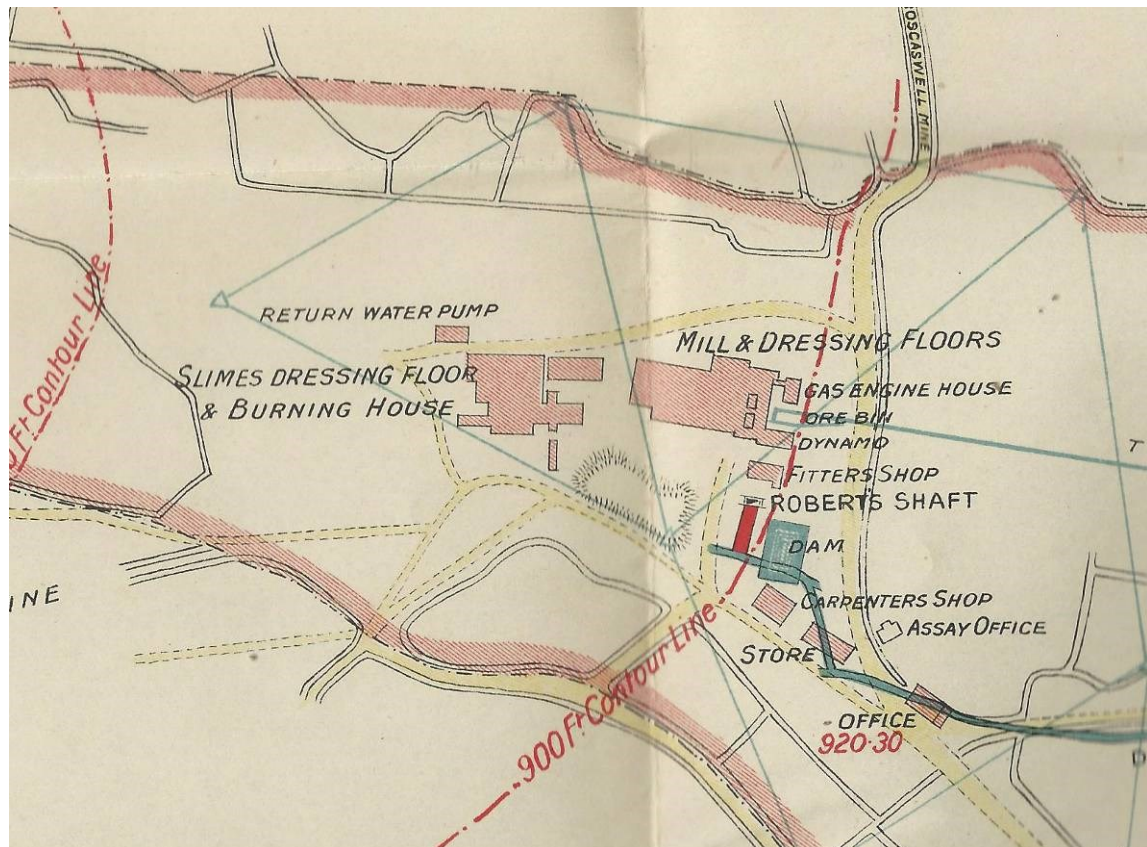 OSCASWELL MINE
RETURN WATER PUMP
MILL & DRESSING FLOORS
Ft Contour Line
SLIMES DRESSING FLOOR
& BURNING HOUSE
GAS ENGINE HOUSE
ORE BIN
DYNAMO
T
FITTERS SHOP
ROBERTS SHAFT
DAM
INE
CARPENTERS SHOP
ASSAY OFFICE
STORE
900 Ft Contour Line
OFFICE
920·30